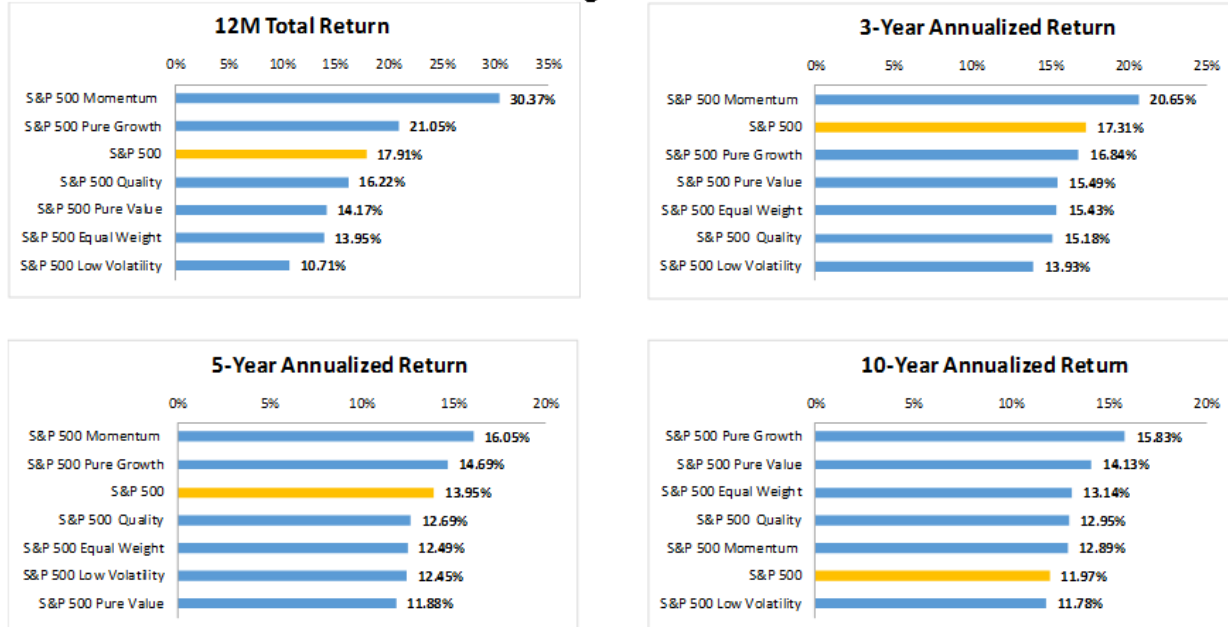 12M Total Return
0% 5% 10% 15% 20% 25% 30% 35%
S&P 500 Momentum 30.37%
S&P 500 Pure Growth 21.05%
S&P 500 17.91%
S&P 500 Quality 16.22%
S&P 500 Pure Value 14.17%
S&P 500 Equal Weight 13.95%
S&P 500 Low Volatility 10.71%
3-Year Annualized Return
0% 5% 10% 15% 20% 25%
S&P 500 Momentum 20.65%
S&P 500 17.31%
S&P 500 Pure Growth 16.84%
S&P 500 Pure Value 15.49%
S&P 500 Equal Weight 15.43%
S&P 500 Quality 15.18%
S&P 500 Low Volatility 13.93%
5-Year Annualized Return
0% 5% 10% 15% 20%
S&P 500 Momentum 16.05%
S&P 500 Pure Growth 14.69%
S&P 500 13.95%
S&P 500 Quality 12.69%
S&P 500 Equal Weight 12.49%
S&P 500 Low Volatility 12.45%
S&P 500 Pure Value 11.88%
10-Year Annualized Return
0% 5% 10% 15% 20%
S&P 500 Pure Growth 15.83%
S&P 500 Pure Value 14.13%
S&P 500 Equal Weight 13.14%
S&P 500 Quality 12.95%
S&P 500 Momentum 12.89%
S&P 500 11.97%
S&P 500 Low Volatility 11.78%